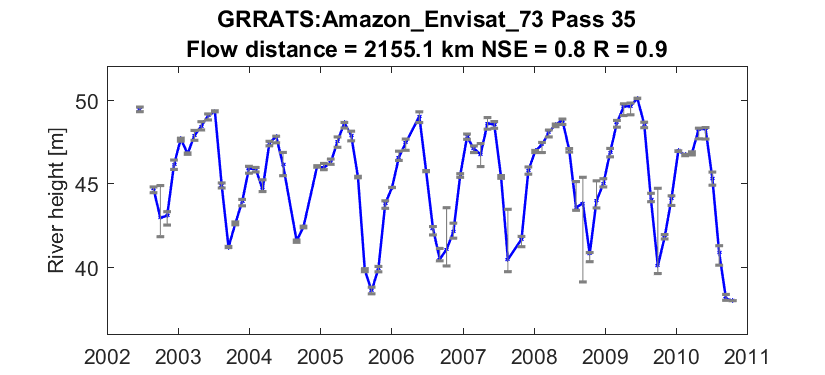 GRRATS:Amazon_Envisat_73 Pass 35
Flow distance = 2155.1 km NSE = 0.8 R = 0.9
River height [m]
50
45
40
2002 2003 2004 2005 2006 2007 2008 2009 2010 2011